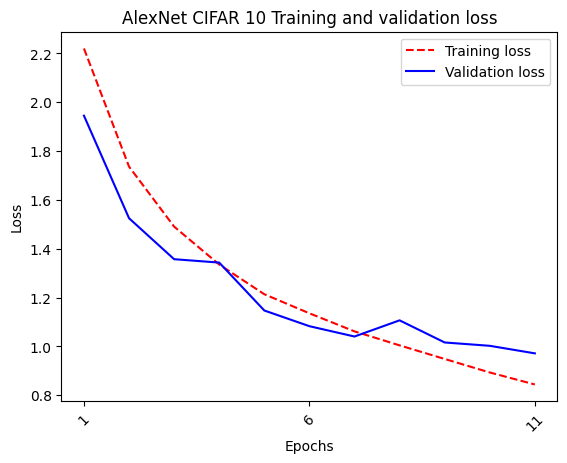 AlexNet CIFAR 10 Training and validation loss
Training loss
Validation loss
2.2
2.0
1.8
1.6
1.4
1.2
1.0
0.8
Loss
1
6
11
Epochs